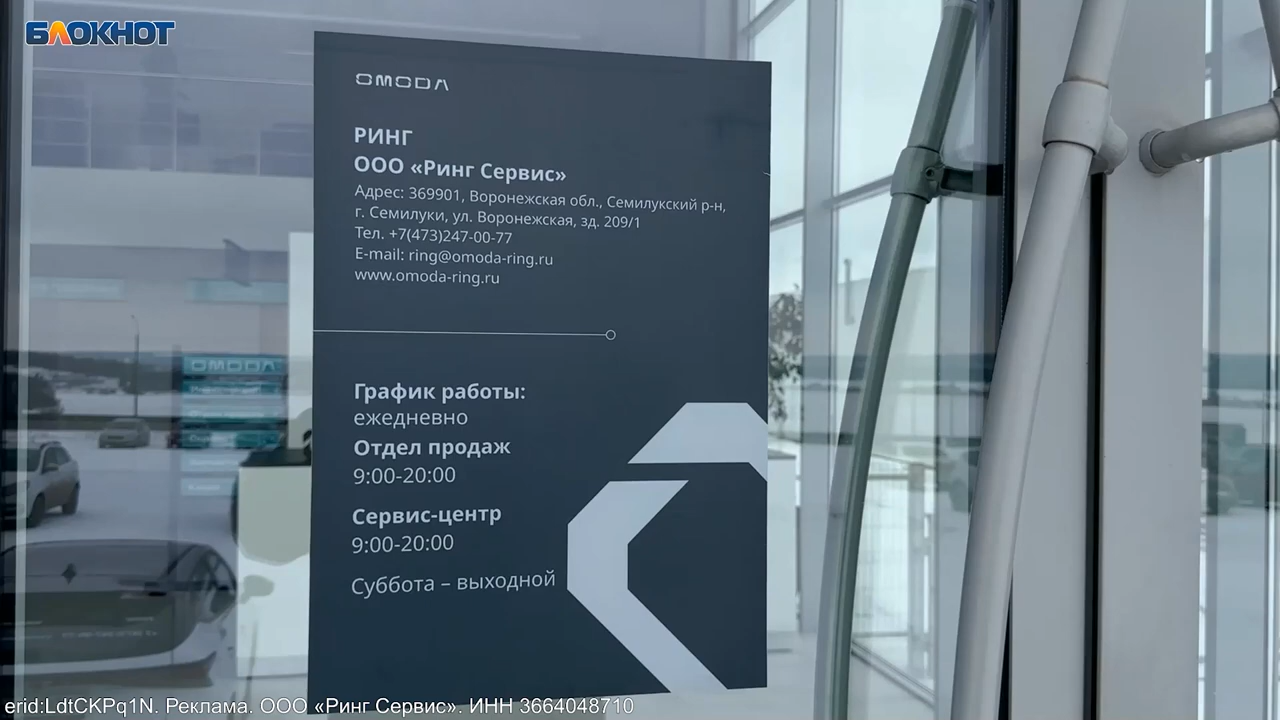 БЛОКНОТ
OMODA
РИНГ
ООО «Ринг Сервис»
Адрес: 369901, Воронежская обл., Семилукский р-н,
г. Семилуки, ул. Воронежская, зд. 209/1
Тел. +7(473)247-00-77
E-mail: ring@omoda-ring.ru
www.omoda-ring.ru
OMODA
График работы:
ежедневно
Отдел продаж
9:00-20:00
Сервис-центр
9:00-20:00
Суббота – выходной
erid:LdtCKPq1N. Реклама. ООО «Ринг Сервис». ИНН 3664048710